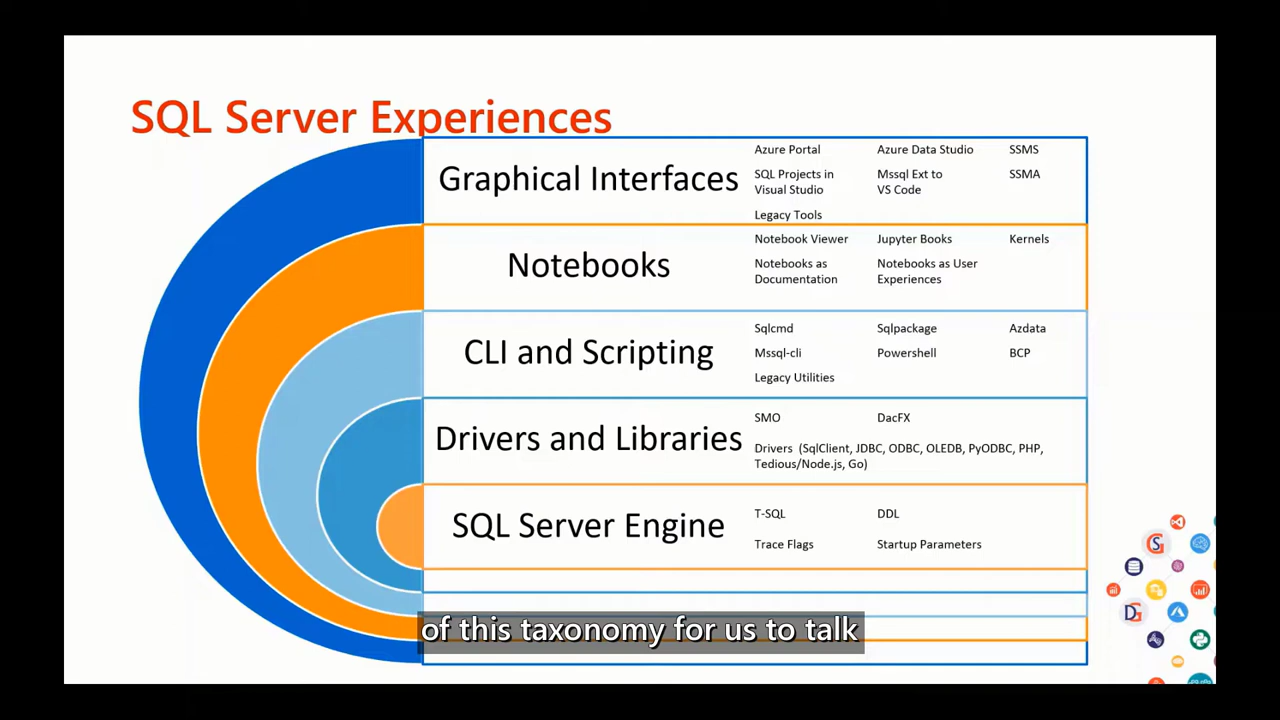 SQL Server Experiences
Graphical Interfaces
Azure Portal
Azure Data Studio
SSMS
SQL Projects in
Visual Studio
Mssql Ext to
VS Code
SSMA
Legacy Tools
Notebooks
Notebook Viewer
Jupyter Books
Kernels
Notebooks as
Documentation
Notebooks as User
Experiences
CLI and Scripting
Sqlcmd
Sqlpackage
Azdata
Mssql-cli
Powershell
BCP
Legacy Utilities
Drivers and Libraries
SMO
DacFX
Drivers (SqlClient, JDBC, ODBC, OLEDB, PyODBC, PHP,
Tedious/Node.js, Go)
SQL Server Engine
T-SQL
DDL
Trace Flags
Startup Parameters
of this taxonomy for us to talk